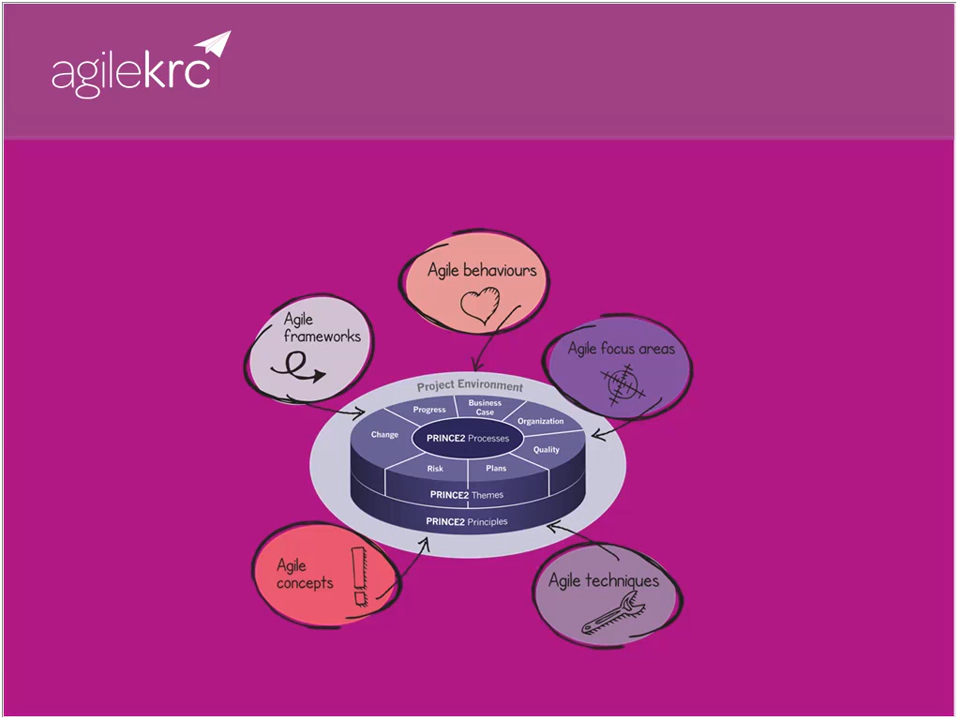 agilekrc
Agile behaviours
Agile
frameworks
Agile focus areas
Project Environment
Progress
Business
Case
Organization
Change
PRINCE2 Processes
Quality
Risk
Plans
PRINCE2 Themes
PRINCE2 Principles
Agile
concepts
Agile techniques